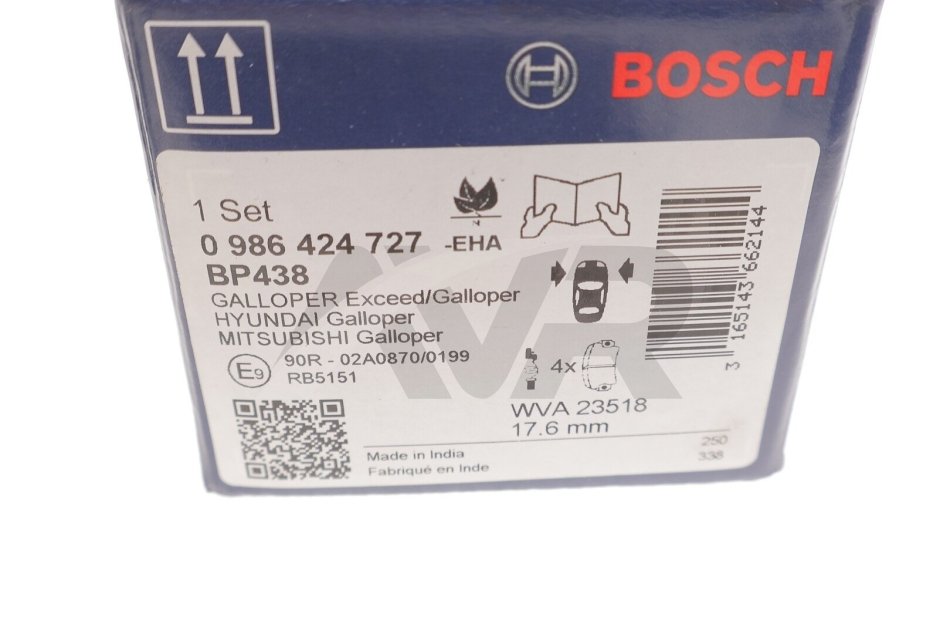 BOSCH
1 Set
0 986 424 727 -EHA
BP438
GALLOPER Exceed/Galloper
HYUNDAI Galloper
MITSUBISHI Galloper
E9 90R - 02A0870/0199
RB5151
4x
WVA 23518
17.6 mm
Made in India
Fabriqué en Inde
250
338
3 165143 662144
WR